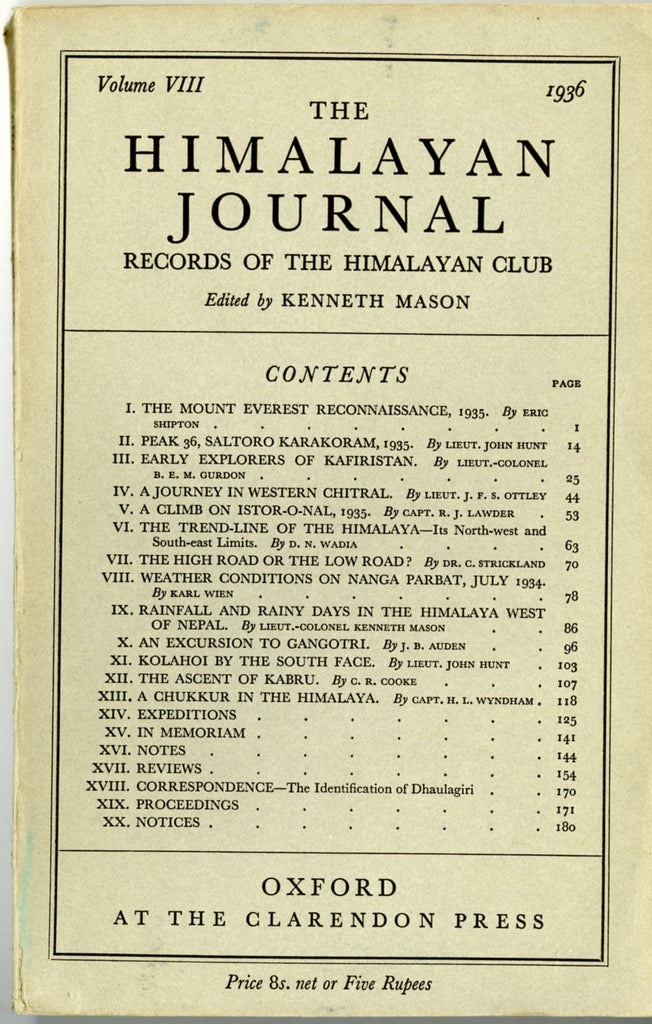 Volume VIII 1936
THE
HIMALAYAN
JOURNAL
RECORDS OF THE HIMALAYAN CLUB
Edited by KENNETH MASON
CONTENTS
PAGE
I. THE MOUNT EVEREST RECONNAISSANCE, 1935. By ERIC
SHIPTON . . . . . . . 1
II. PEAK 36, SALTORO KARAKORAM, 1935. By LIEUT. JOHN HUNT 14
III. EARLY EXPLORERS OF KAFIRISTAN. By LIEUT.-COLONEL
B. E. M. GURDON . . . . . . . 25
IV. A JOURNEY IN WESTERN CHITRAL. By LIEUT. J. F. S. OTTLEY 44
V. A CLIMB ON ISTOR-O-NAL, 1935. By CAPT. R. J. LAWDER . 53
VI. THE TREND-LINE OF THE HIMALAYA—Its North-west and
South-east Limits. By D. N. WADIA . . . . 63
VII. THE HIGH ROAD OR THE LOW ROAD? By DR. C. STRICKLAND 70
VIII. WEATHER CONDITIONS ON NANGA PARBAT, JULY 1934.
By KARL WIEN . . . . . . . 78
IX. RAINFALL AND RAINY DAYS IN THE HIMALAYA WEST
OF NEPAL. By LIEUT.-COLONEL KENNETH MASON . . 86
X. AN EXCURSION TO GANGOTRI. By J. B. AUDEN . . 96
XI. KOLAHOI BY THE SOUTH FACE. By LIEUT. JOHN HUNT . 103
XII. THE ASCENT OF KABRU. By C. R. COOKE . . . 107
XIII. A CHUKKUR IN THE HIMALAYA. By CAPT. H. L. WYNDHAM . 118
XIV. EXPEDITIONS . . . . . . . 125
XV. IN MEMORIAM . . . . . . . 141
XVI. NOTES . . . . . . . . 144
XVII. REVIEWS . . . . . . . . 154
XVIII. CORRESPONDENCE—The Identification of Dhaulagiri . . 170
XIX. PROCEEDINGS . . . . . . . 171
XX. NOTICES . . . . . . . . 180
OXFORD
AT THE CLARENDON PRESS
Price 8s. net or Five Rupees